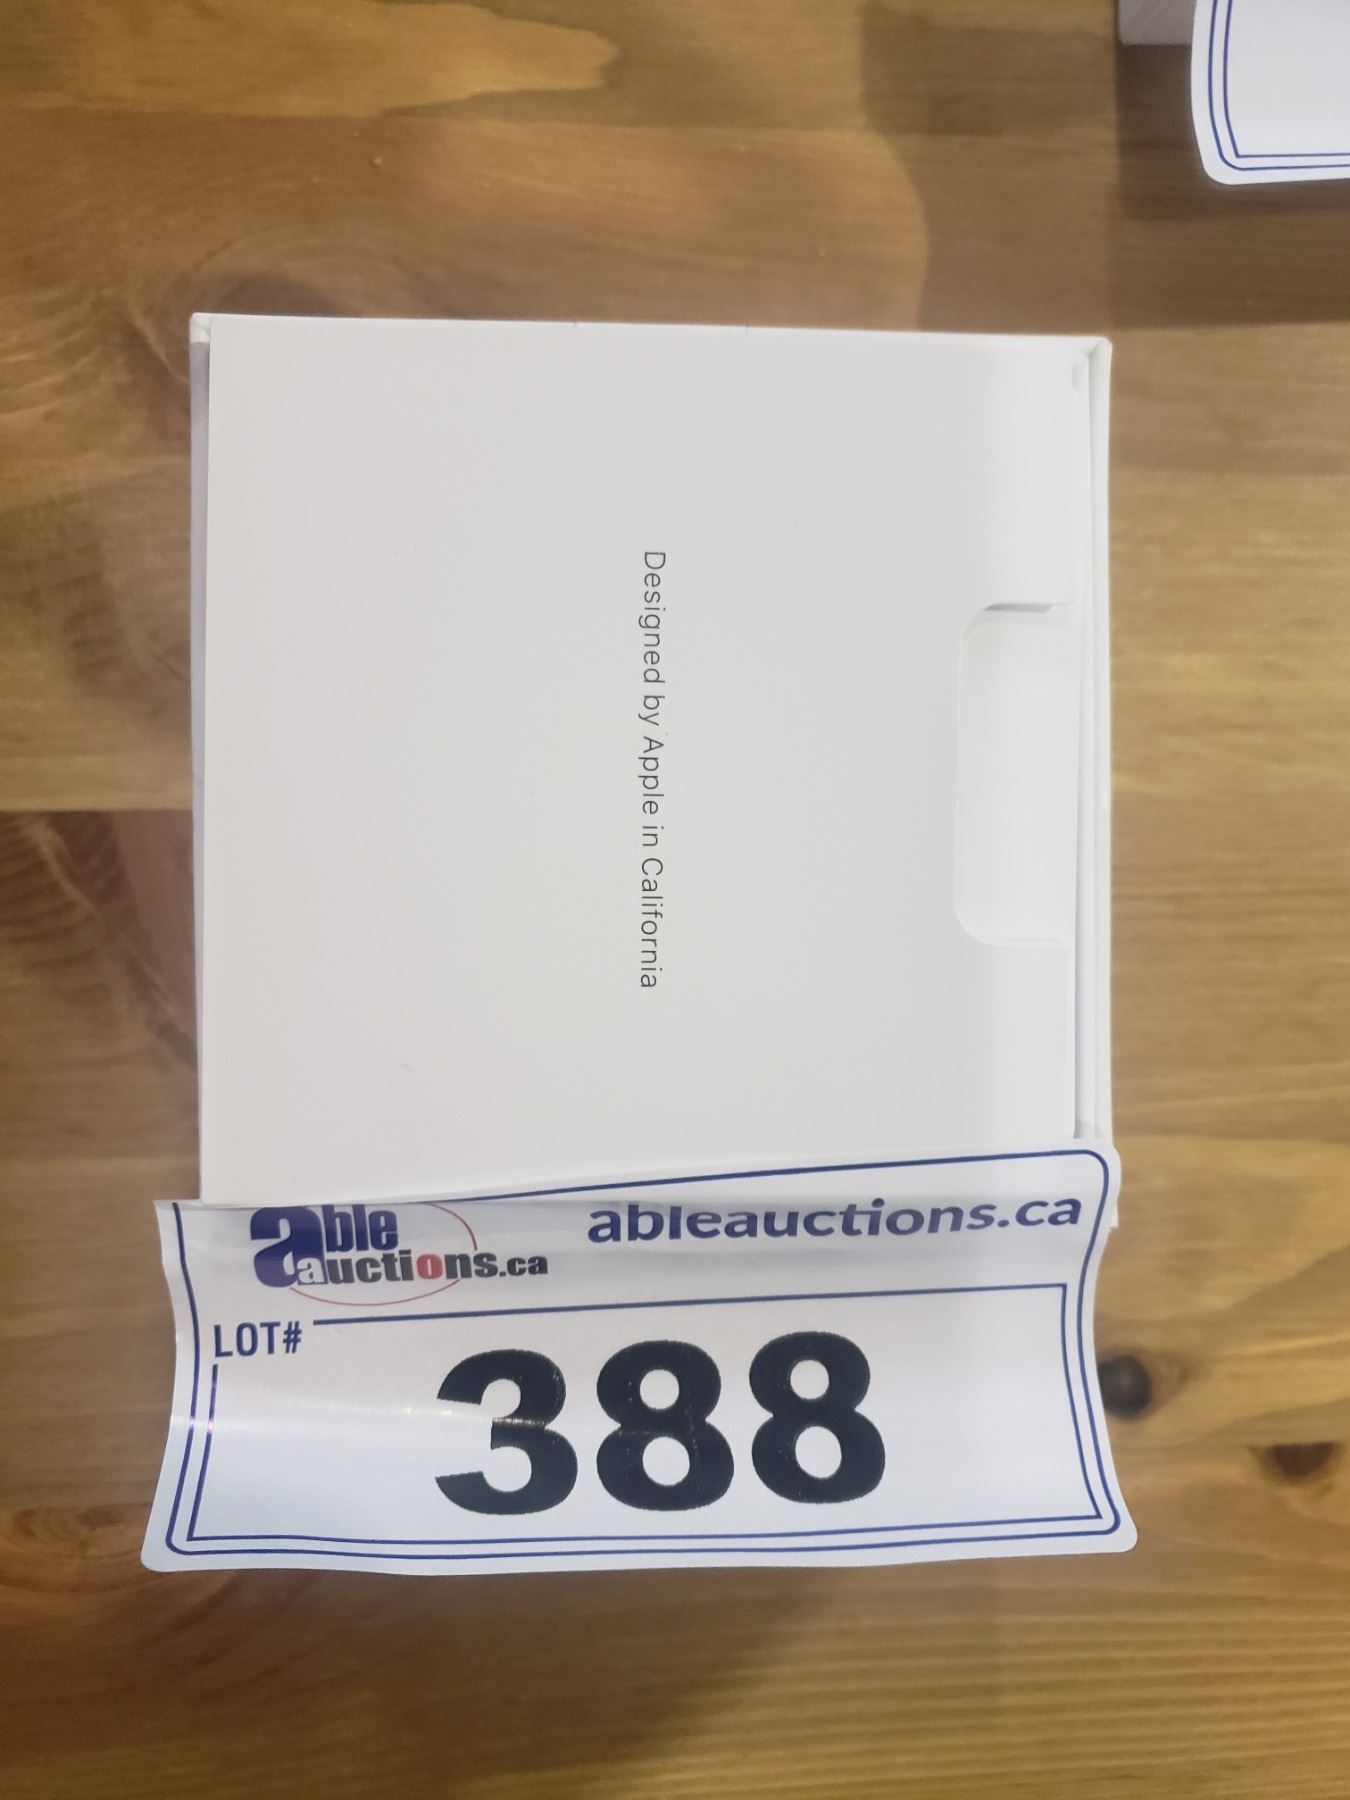 Designed by Apple in California
able auctions.ca
ableauctions.ca
LOT#
388